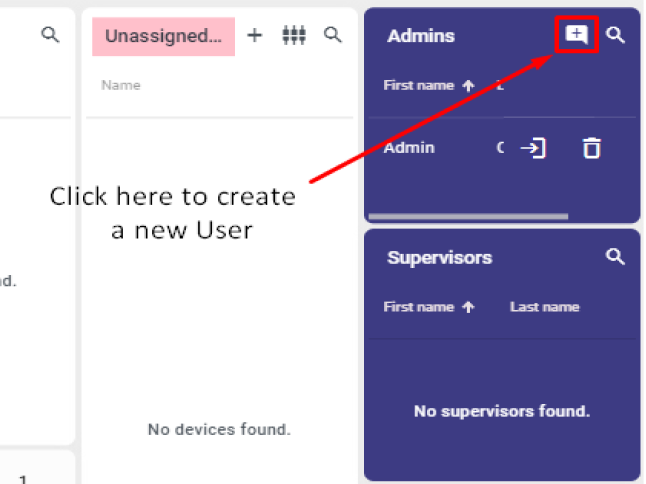 Unassigned...
Name
Click here to create
a new User
d.
No devices found.
1
Admins
First name
Admin
Supervisors
First name Last name
No supervisors found.